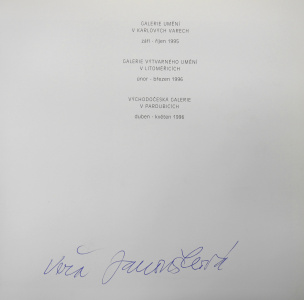 GALERIE UMĚNÍ
V KARLOVÝCH VARECH
září - říjen 1995
GALERIE VÝTVARNÉHO UMĚNÍ
V LITOMĚŘICÍCH
únor - březen 1996
VÝCHODOČESKÁ GALERIE
V PARDUBICÍCH
duben - květen 1996
Věra Janoušková